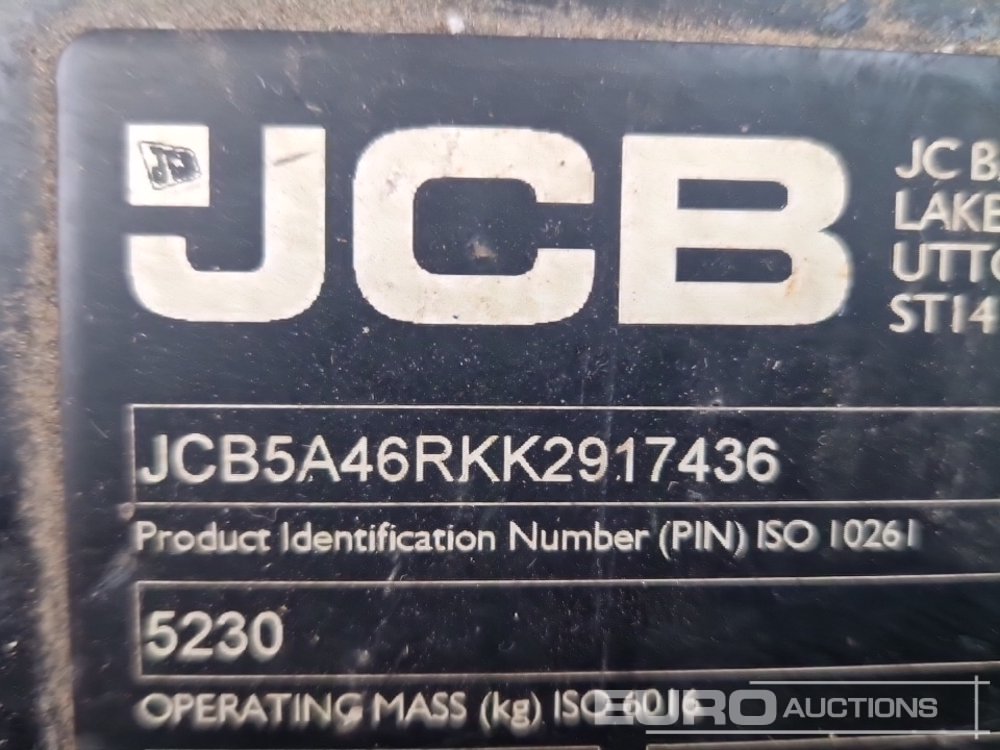 JCB
JC
LAKE
ST14
JCB5A46RKK2917436
Product Identification Number (PIN) ISO 10261
5230
OPERATING MASS (kg) ISO 6016
EURO AUCTIONS